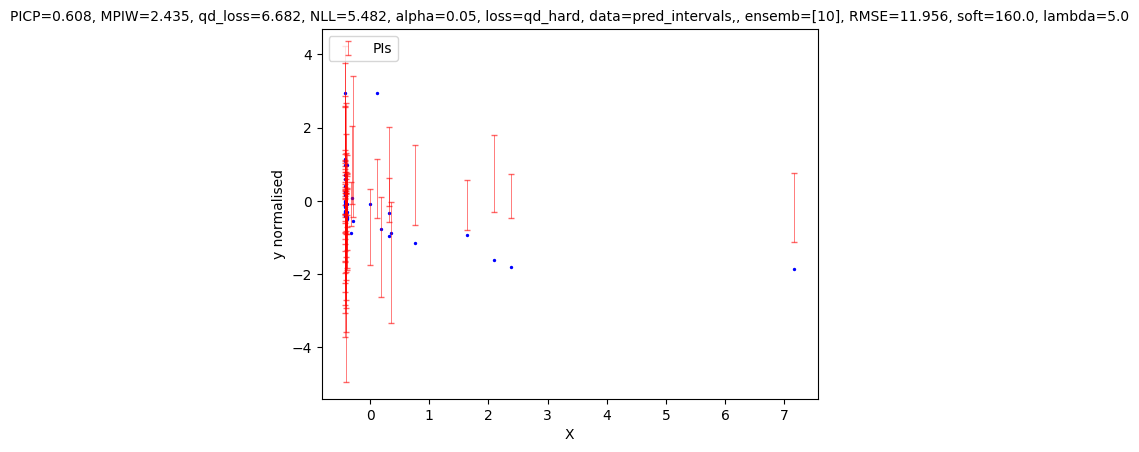 PICP=0.608, MPIW=2.435, qd_loss=6.682, NLL=5.482, alpha=0.05, loss=qd_hard, data=pred_intervals,, ensemb=[10], RMSE=11.956, soft=160.0, lambda=5.0
PIs
4
2
0
−2
−4
y normalised
0 1 2 3 4 5 6 7
X